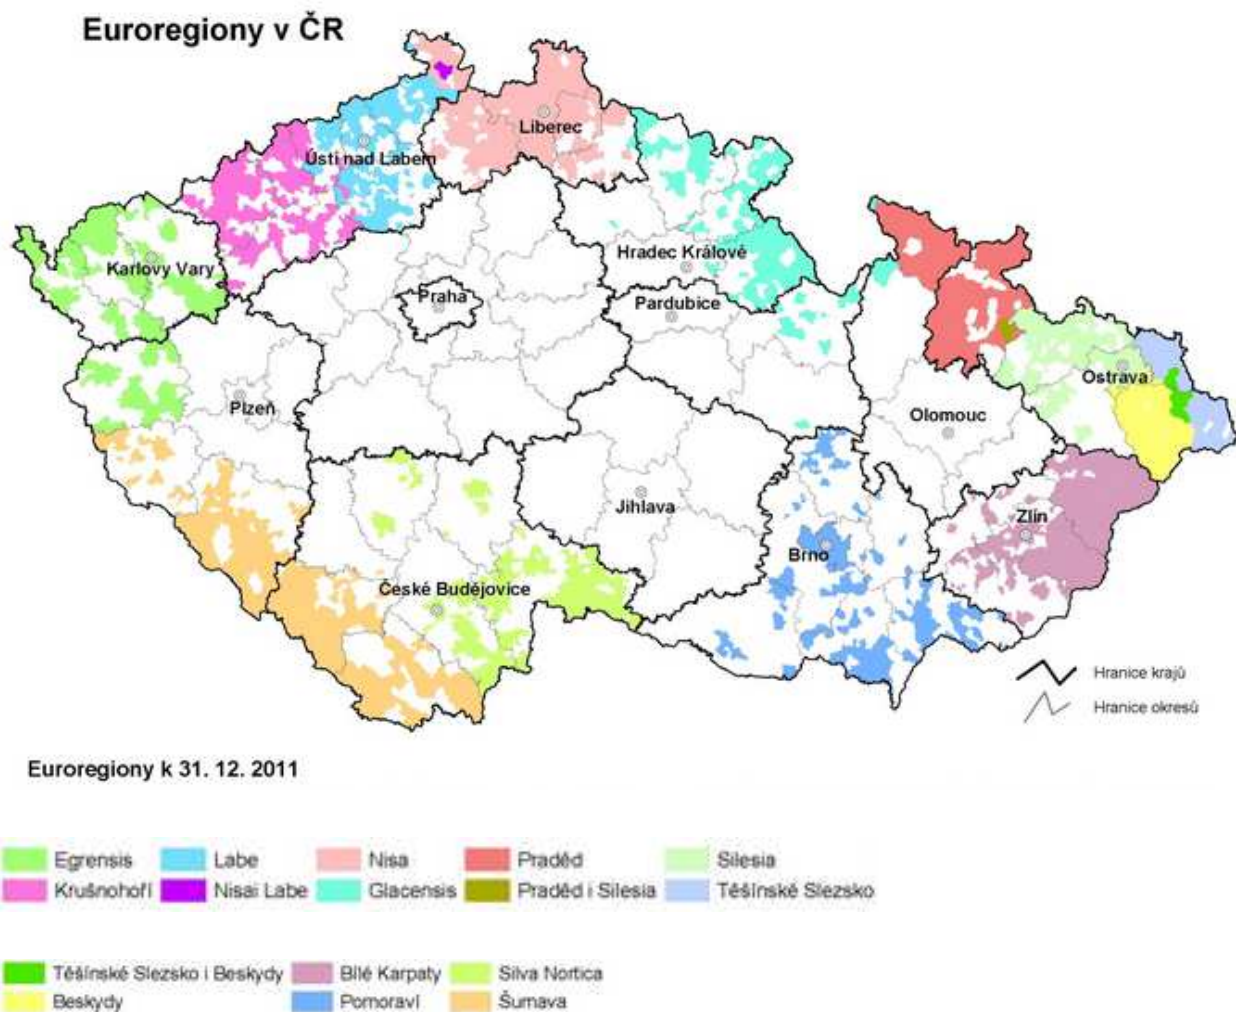 Euroregiony v ČR
Liberec
Ústí nad Labem
Karlovy Vary
Hradec Králové
Praha
Pardubice
Plzeň
Ostrava
Olomouc
Jihlava
Zlín
Brno
České Budějovice
Hranice krajů
Hranice okresů
Euroregiony k 31. 12. 2011
Egrensis Labe Nisa Praděd Silesia
Krušnohoří Nisai Labe Glacensis Praděd i Silesia Těšínské Slezsko
Těšínské Slezsko i Beskydy Bílé Karpaty Silva Nortica
Beskydy Pomoraví Šumava